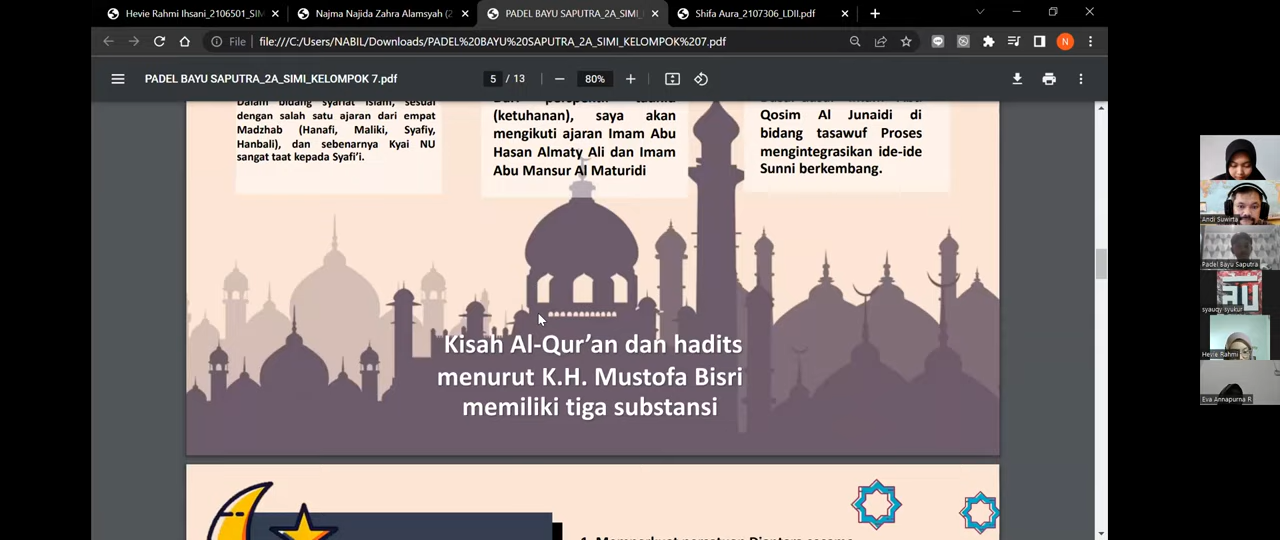 Hevie Rahmi Ihsani_2106501_SIM
Najma Najida Zahra Alamsyah (2
PADEL BAYU SAPUTRA_2A_SIMI_
Shifa Aura_2107306_LDII.pdf
File
file:///C:/Users/NABIL/Downloads/PADEL%20BAYU%20SAPUTRA_2A_SIMI_KELOMPOK%207.pdf
N
PADEL BAYU SAPUTRA_2A_SIMI_KELOMPOK 7.pdf
5 / 13
80%
Dalam bidang syariat Islam, sesuai
dengan salah satu ajaran dari empat
Madzhab (Hanafi, Maliki, Syafiy,
Hanbali), dan sebenarnya Kyai NU
sangat taat kepada Syafi'i.
(ketuhanan), saya akan
mengikuti ajaran Imam Abu
Hasan Almaty Ali dan Imam
Abu Mansur Al Maturidi
Qosim Al Junaidi di
bidang tasawuf Proses
mengintegrasikan ide-ide
Sunni berkembang.
Kisah Al-Qur'an dan hadits
menurut K.H. Mustofa Bisri
memiliki tiga substansi
Andi Suwirta
Padel Bayu Saputra
syauqy syukur
Hevie Rahmi
Eva Annapurna R